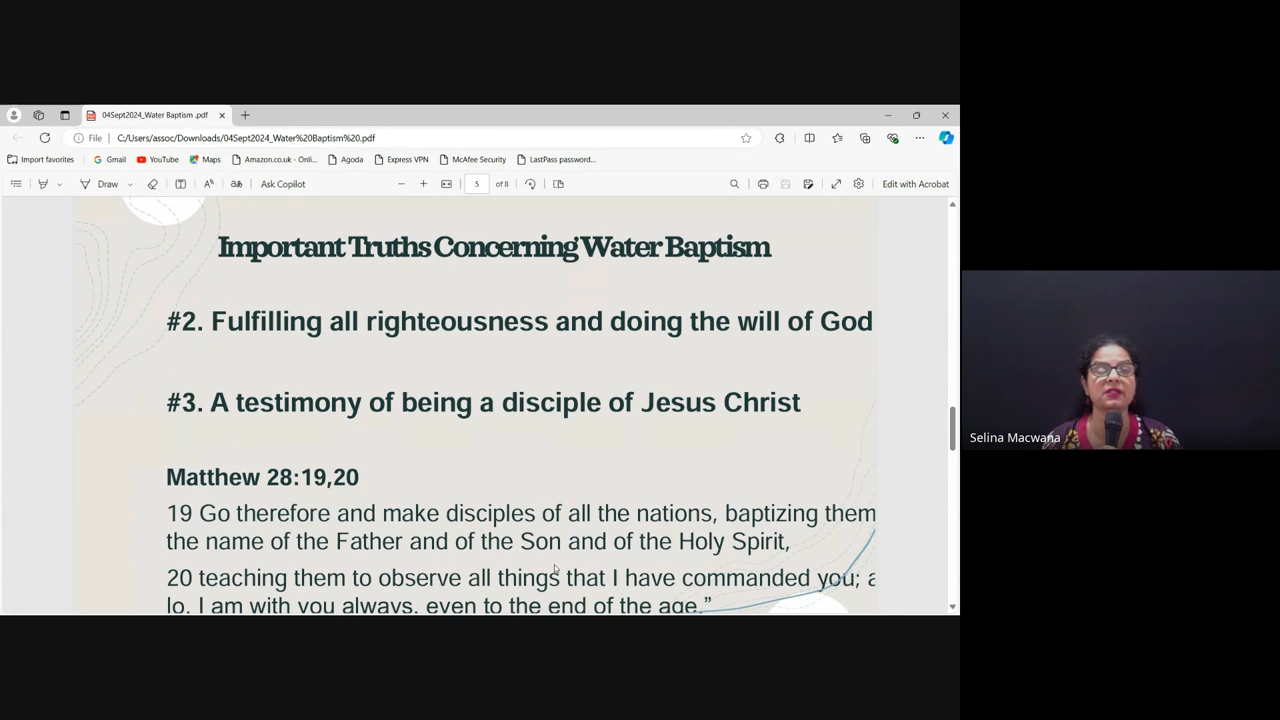 04Sept2024_Water Baptism .pdf
File
C:/Users/assoc/Downloads/04Sept2024_Water%20Baptism%20.pdf
Import favorites
Gmail
YouTube
Maps
Amazon.co.uk - Onli...
Agoda
Express VPN
McAfee Security
LastPass password...
Draw
Ask Copilot
5
of 8
Edit with Acrobat
Important Truths Concerning Water Baptism
#2. Fulfilling all righteousness and doing the will of God
#3. A testimony of being a disciple of Jesus Christ
Matthew 28:19,20
19 Go therefore and make disciples of all the nations, baptizing them
the name of the Father and of the Son and of the Holy Spirit,
20 teaching them to observe all things that I have commanded you; a
lo, I am with you always, even to the end of the age.”
Selina Macwana